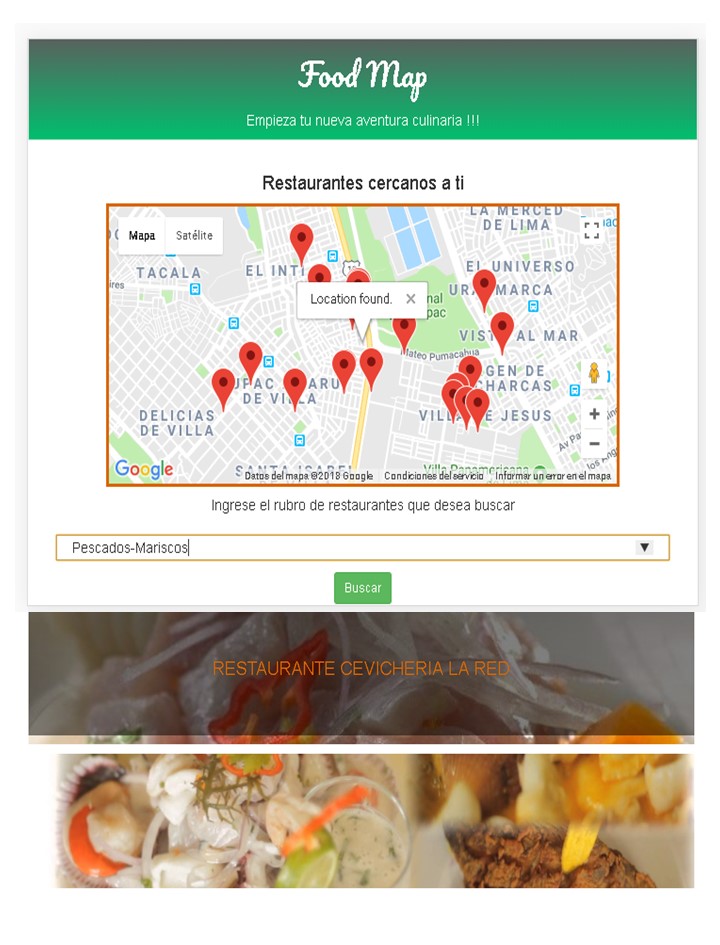 Food Map
Empieza tu nueva aventura culinaria !!!
Restaurantes cercanos a ti
Mapa
Satélite
LA MERCED
DE LIMA
TACALA
EL INTI
EL UNIVERSO
MARCA
Location found.
VIST AL MAR
Mateo Pumacahua
GEN DE
CHARCAS
UPAC ARU
DE VILLA
VILLA DE JESUS
DELICIAS
DE VILLA
Google
SANTA ISABEL
Villa Panamericana
Datos del mapa ©2018 Google
Condiciones del servicio
Informar un error en el mapa
Ingrese el rubro de restaurantes que desea buscar
Pescados-Mariscos
Buscar
RESTAURANTE CEVICHERIA LA RED